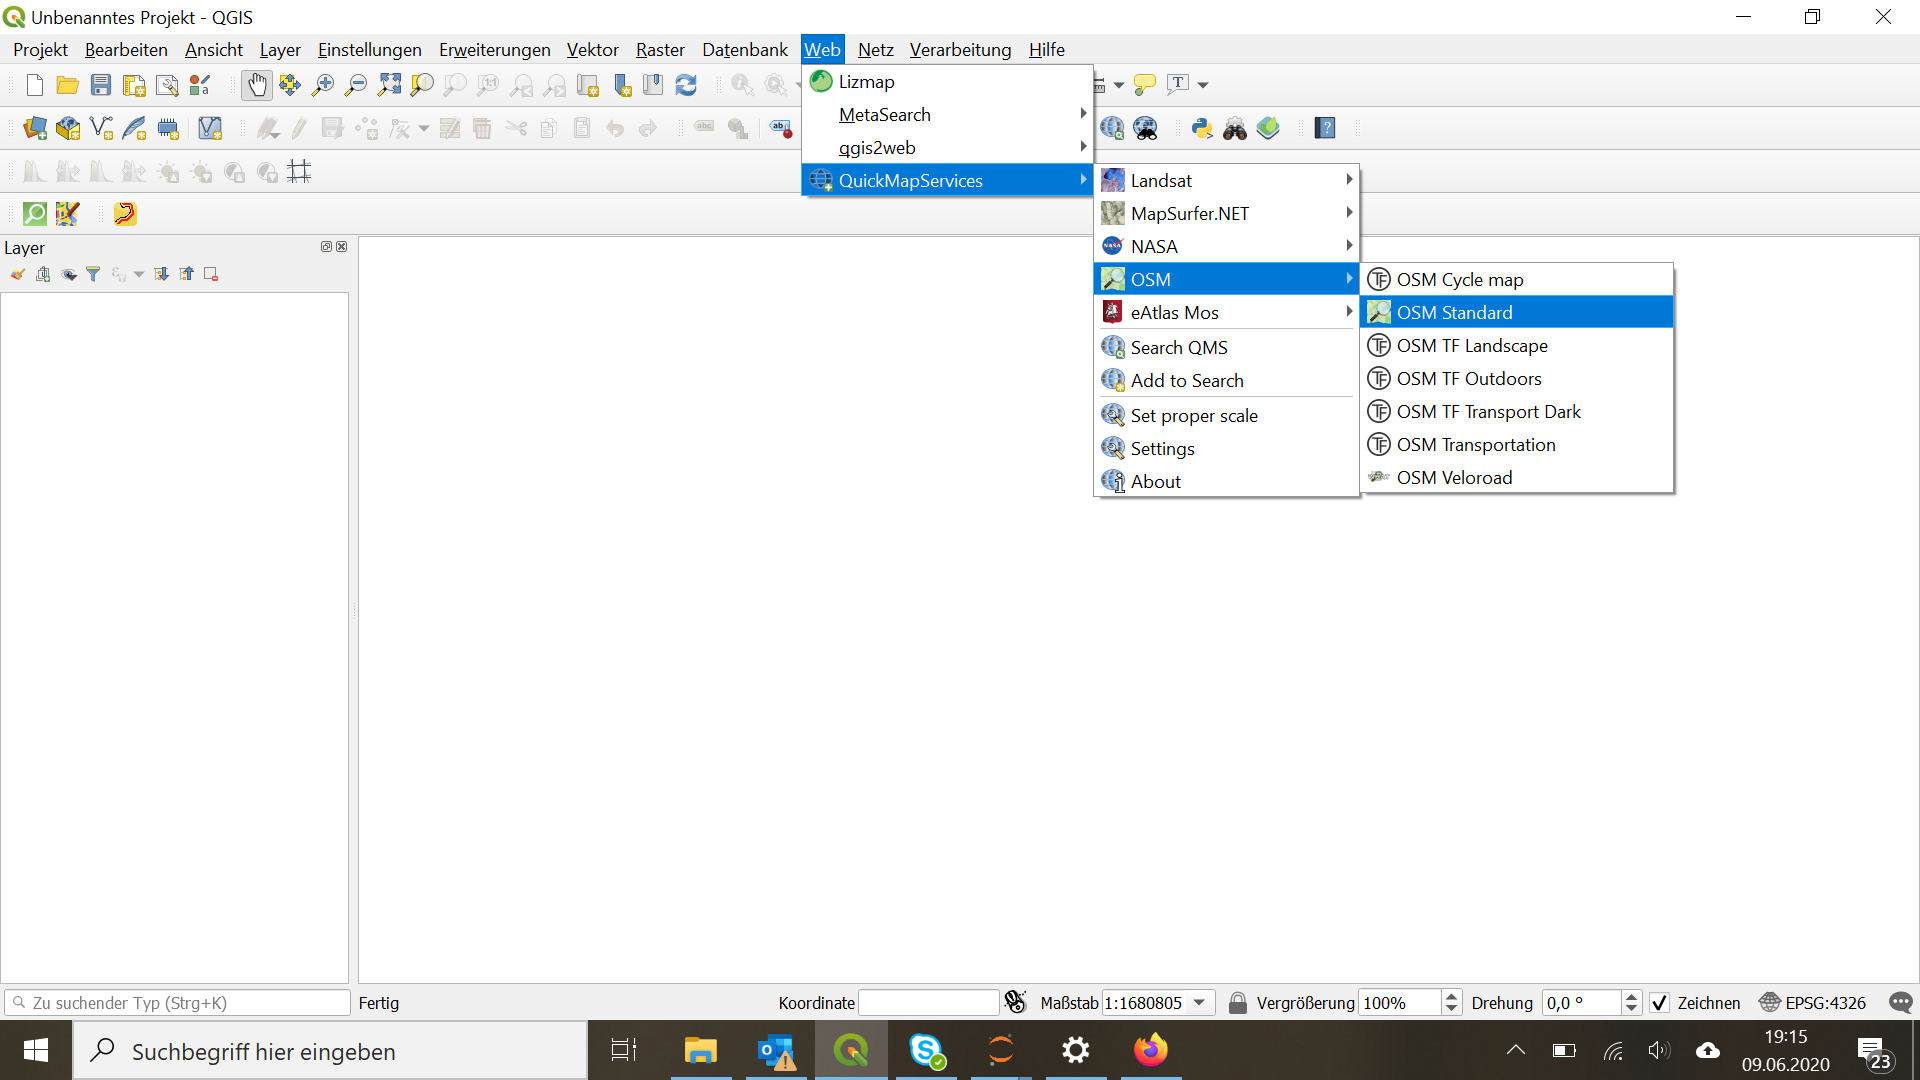 Unbenanntes Projekt - QGIS
Projekt Bearbeiten Ansicht Layer Einstellungen Erweiterungen Vektor Raster Datenbank Web Netz Verarbeitung Hilfe
Lizmap
MetaSearch
qgis2web
QuickMapServices
Landsat
MapSurfer.NET
NASA
OSM
eAtlas Mos
Search QMS
Add to Search
Set proper scale
Settings
About
OSM Cycle map
OSM Standard
OSM TF Landscape
OSM TF Outdoors
OSM TF Transport Dark
OSM Transportation
OSM Veloroad
Layer
Zu suchender Typ (Strg+K) Fertig Koordinate Maßstab 1:1680805 Vergrößerung 100% Drehung 0,0 ° Zeichnen EPSG:4326
Suchbegriff hier eingeben
19:15
09.06.2020
23